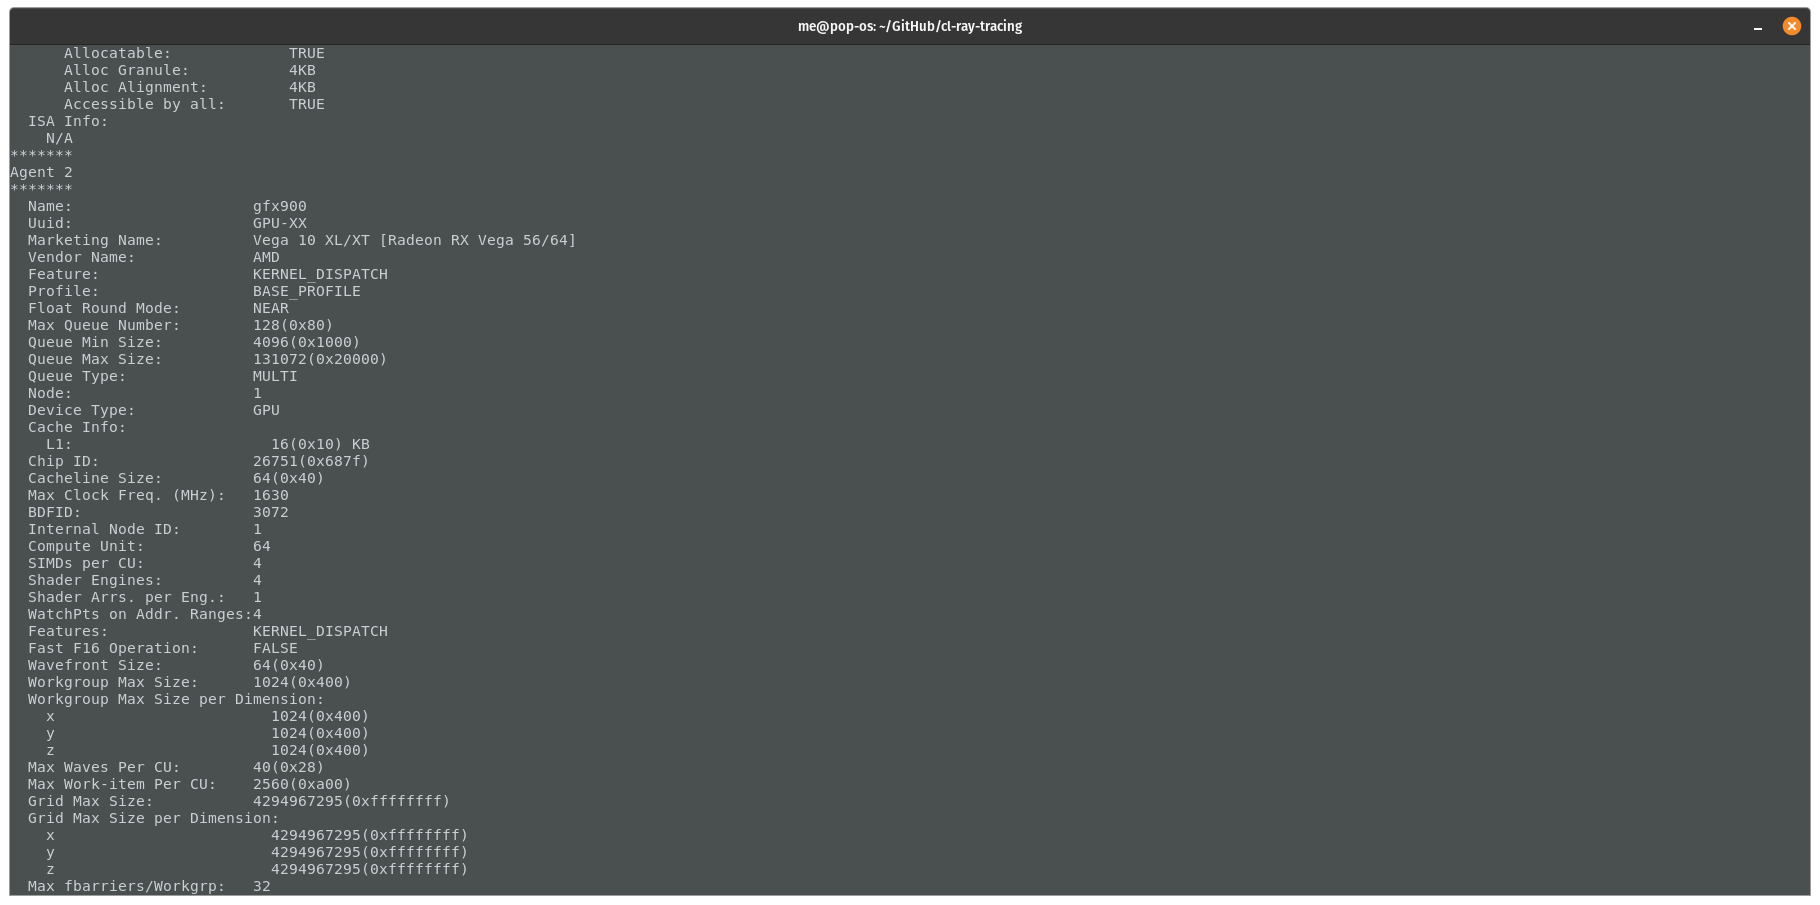 me@pop-os: ~/GitHub/cl-ray-tracing
Allocatable: TRUE
Alloc Granule: 4KB
Alloc Alignment: 4KB
Accessible by all: TRUE
ISA Info:
N/A
*******
Agent 2
*******
Name: gfx900
Uuid: GPU-XX
Marketing Name: Vega 10 XL/XT [Radeon RX Vega 56/64]
Vendor Name: AMD
Feature: KERNEL_DISPATCH
Profile: BASE_PROFILE
Float Round Mode: NEAR
Max Queue Number: 128(0x80)
Queue Min Size: 4096(0x1000)
Queue Max Size: 131072(0x20000)
Queue Type: MULTI
Node: 1
Device Type: GPU
Cache Info:
L1: 16(0x10) KB
Chip ID: 26751(0x687f)
Cacheline Size: 64(0x40)
Max Clock Freq. (MHz): 1630
BDFID: 3072
Internal Node ID: 1
Compute Unit: 64
SIMDs per CU: 4
Shader Engines: 4
Shader Arrs. per Eng.: 1
WatchPts on Addr. Ranges:4
Features: KERNEL_DISPATCH
Fast F16 Operation: FALSE
Wavefront Size: 64(0x40)
Workgroup Max Size: 1024(0x400)
Workgroup Max Size per Dimension:
x 1024(0x400)
y 1024(0x400)
z 1024(0x400)
Max Waves Per CU: 40(0x28)
Max Work-item Per CU: 2560(0xa00)
Grid Max Size: 4294967295(0xffffffff)
Grid Max Size per Dimension:
x 4294967295(0xffffffff)
y 4294967295(0xffffffff)
z 4294967295(0xffffffff)
Max fbarriers/Workgrp: 32